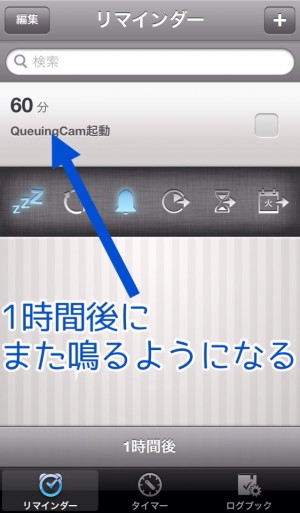 編集
リマインダー
+
検索
60 分
QueuingCam起動
zzz
火
1時間後に
また鳴るようになる
1時間後
リマインダー
タイマー
ログブック